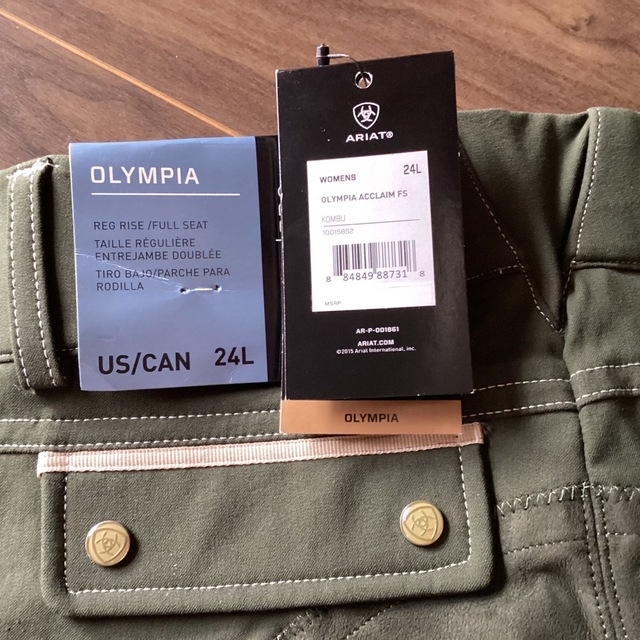 OLYMPIA
REG RISE /FULL SEAT
TAILLE RÉGULIÈRE
ENTREJAMBE DOUBLÉE
TIRO BAJO/PARCHE PARA
RODILLA
US/CAN 24L
ARIAT®
WOMENS 24L
OLYMPIA ACCLAIM FS
KOMBU
10015862
8 84849 88731 8
MSRP
AR-P-001861
ARIAT.COM
©2015 Ariat International, inc.
OLYMPIA